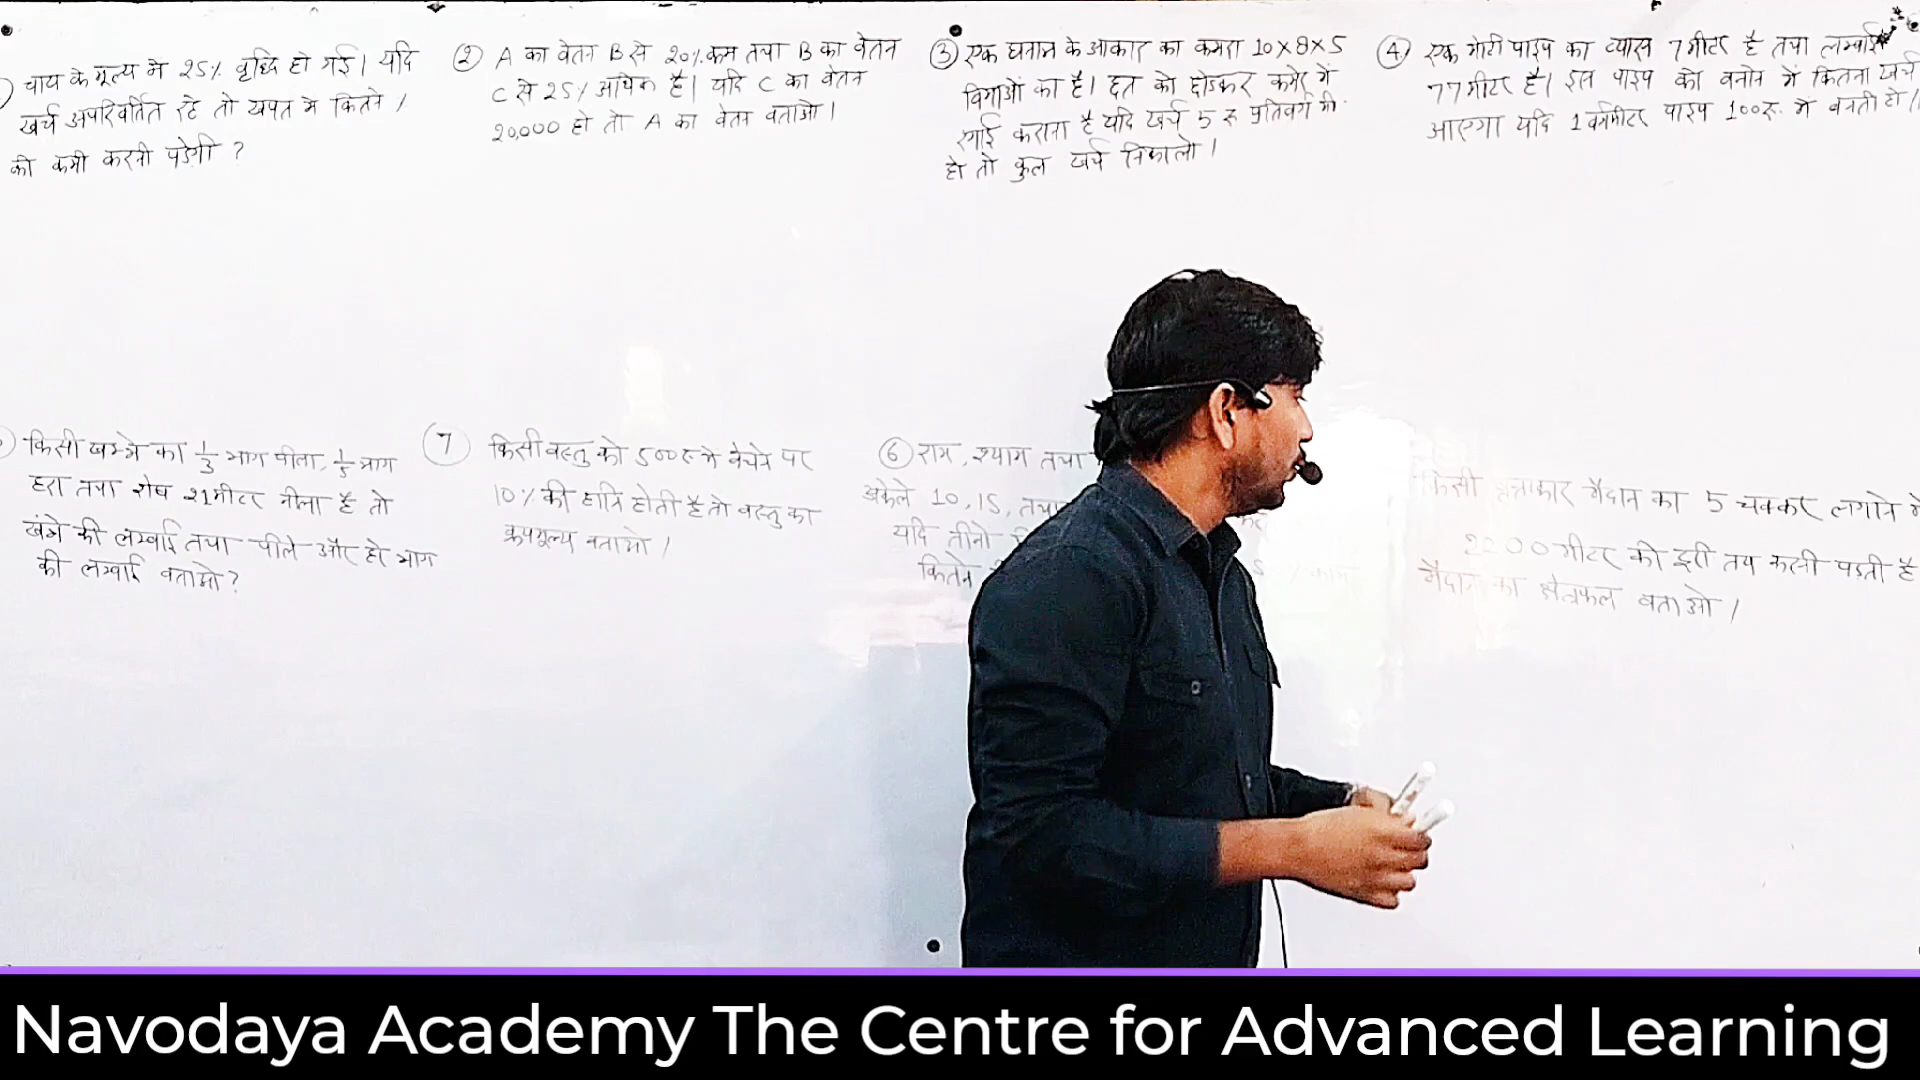 चाय के मूल्य मे 25% वृद्धि हो गई। यदि
खर्च अपरिवर्तित रहे तो खपत मे कितने %
की कमी करनी पड़ेगी ?
② A का वेतन B से 20% कम तथा B का वेतन
C से 25% अधिक है। यदि C का वेतन
20,000 हो तो A का वेतन बताओ।
③ एक घनाभ के आकार का कमरा 10×8×5
विमाओं का है। छत को छोडकर कमरे में
रंगाई कराना है यदि खर्च 5 रु प्रतिवर्ग मी.
हो तो कुल खर्च निकालो।
④ एक मोटी पाइप का व्यास 7 मीटर है तथा लम्बाई
77 मीटर है। इस पाइप को बनाने में कितना खर्च
आएगा यदि 1 वर्गमीटर पाइप 100रु. में बनती हो।
किसी खम्भे का 1/3 भाग पीला, 1/5 भाग
हरा तथा शेष 21 मीटर नीला है तो
खंभे की लम्बाई तथा पीले और हरे भाग
की लम्बाई बताओ?
⑦ किसी वस्तु को 500रु मे बेचने पर
10% की हानि होती है तो वस्तु का
क्रयमूल्य बताओ।
⑥ राम, श्याम तथा
अकेले 10, 15, तथा
यदि तीनो
कितने
किसी मैदान का 5 चक्कर लगाने मे
2200 मीटर की दूरी तय करनी पडती है
मैदान का क्षेत्रफल बताओ।
Navodaya Academy The Centre for Advanced Learning